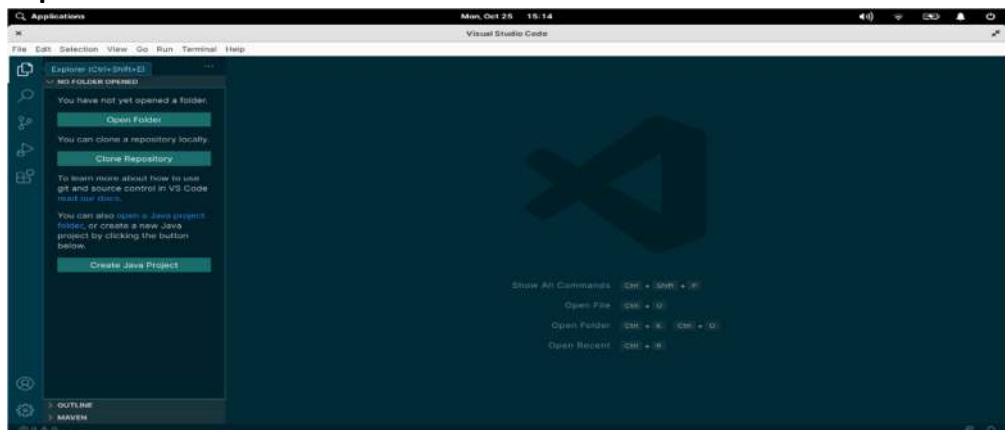 Applications
Mon, Oct 25 15:14
Visual Studio Code
File Edit Selection View Go Run Terminal Help
Explorer (Ctrl+Shift+E)
NO FOLDER OPENED
You have not yet opened a folder.
Open Folder
You can clone a repository locally.
Clone Repository
To learn more about how to use
git and source control in VS Code
read our docs.
You can also open a Java project
folder, or create a new Java
project by clicking the button
below.
Create Java Project
Show All Commands Ctrl + Shift + P
Open File Ctrl + O
Open Folder Ctrl + K Ctrl + O
Open Recent Ctrl + R
OUTLINE
MAVEN